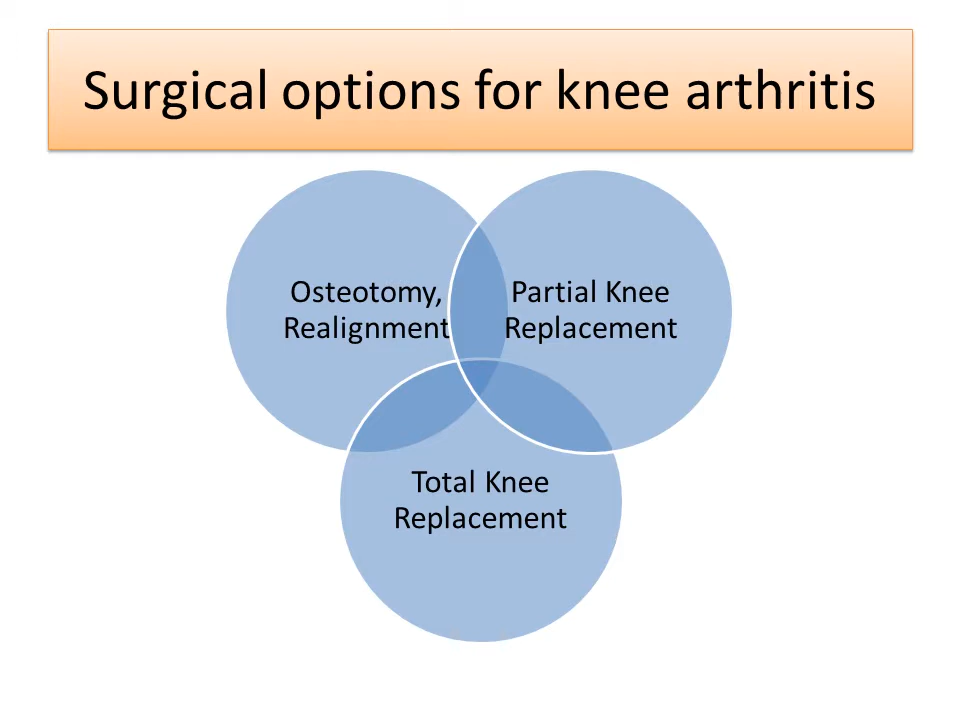 Surgical options for knee arthritis
Osteotomy,
Realignment
Partial Knee
Replacement
Total Knee
Replacement